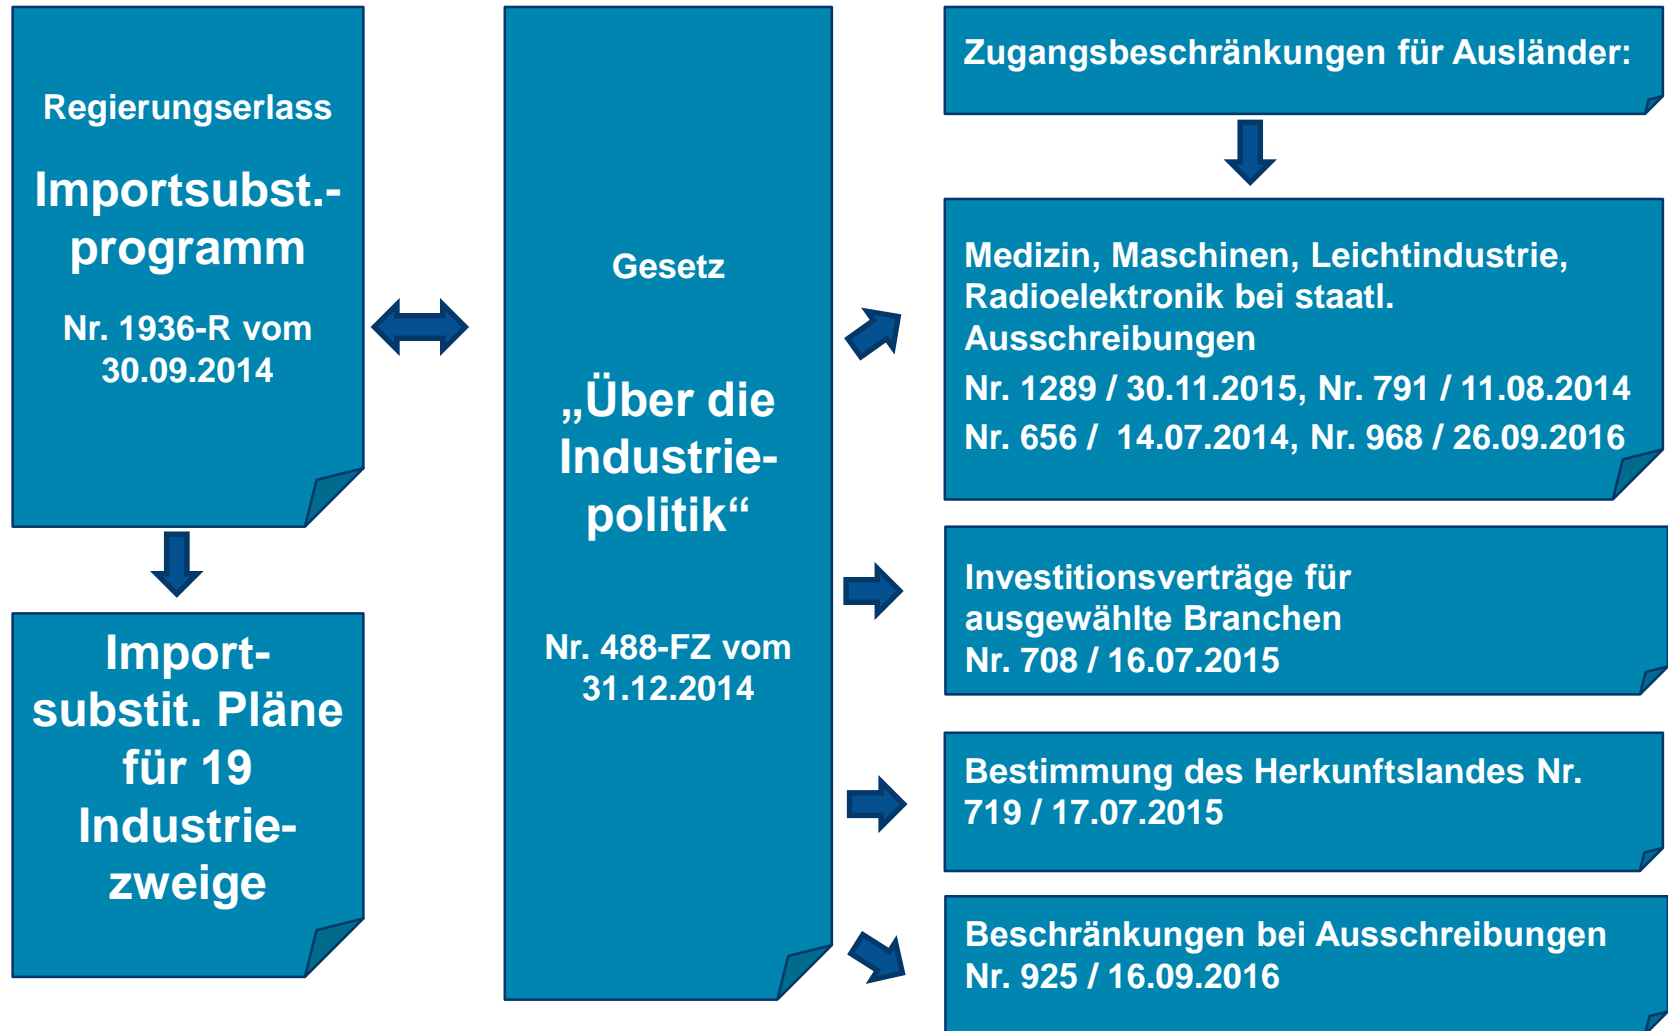 Regierungserlass
Importsubst.-
programm
Nr. 1936-R vom
30.09.2014
Import-
substit. Pläne
für 19
Industrie-
zweige
Gesetz
„Über die
Industrie-
politik“
Nr. 488-FZ vom
31.12.2014
Zugangsbeschränkungen für Ausländer:
Medizin, Maschinen, Leichtindustrie,
Radioelektronik bei staatl.
Ausschreibungen
Nr. 1289 / 30.11.2015, Nr. 791 / 11.08.2014
Nr. 656 / 14.07.2014, Nr. 968 / 26.09.2016
Investitionsverträge für
ausgewählte Branchen
Nr. 708 / 16.07.2015
Bestimmung des Herkunftslandes Nr.
719 / 17.07.2015
Beschränkungen bei Ausschreibungen
Nr. 925 / 16.09.2016